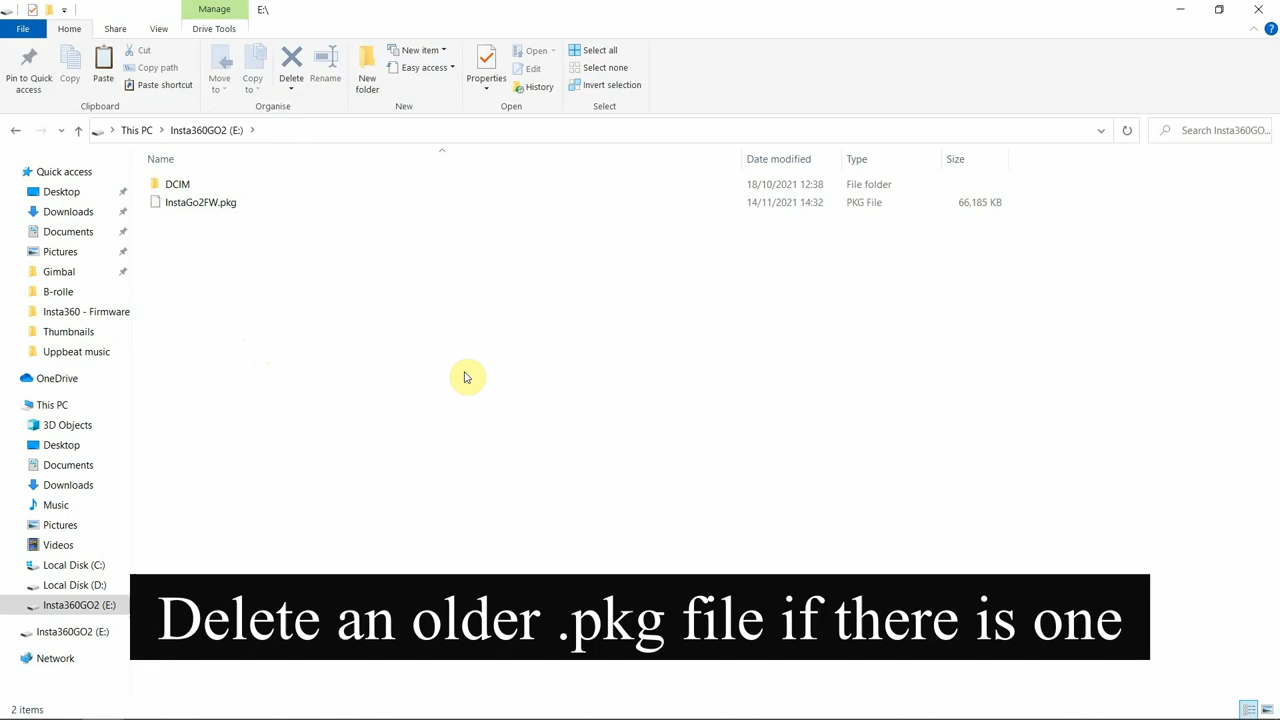 Manage
E:\
File
Home
Share
View
Drive Tools
Pin to Quick access
Copy
Paste
Cut
Copy path
Paste shortcut
Clipboard
Move to
Copy to
Delete
Rename
Organise
New folder
New item
Easy access
New
Properties
Open
Edit
History
Open
Select all
Select none
Invert selection
Select
This PC
Insta360GO2 (E:)
Search Insta360GO...
Name
Date modified
Type
Size
DCIM
18/10/2021 12:38
File folder
InstaGo2FW.pkg
14/11/2021 14:32
PKG File
66,185 KB
Quick access
Desktop
Downloads
Documents
Pictures
Gimbal
B-rolle
Insta360 - Firmware
Thumbnails
Uppbeat music
OneDrive
This PC
3D Objects
Desktop
Documents
Downloads
Music
Pictures
Videos
Local Disk (C:)
Local Disk (D:)
Insta360GO2 (E:)
Insta360GO2 (E:)
Network
Delete an older .pkg file if there is one
2 items